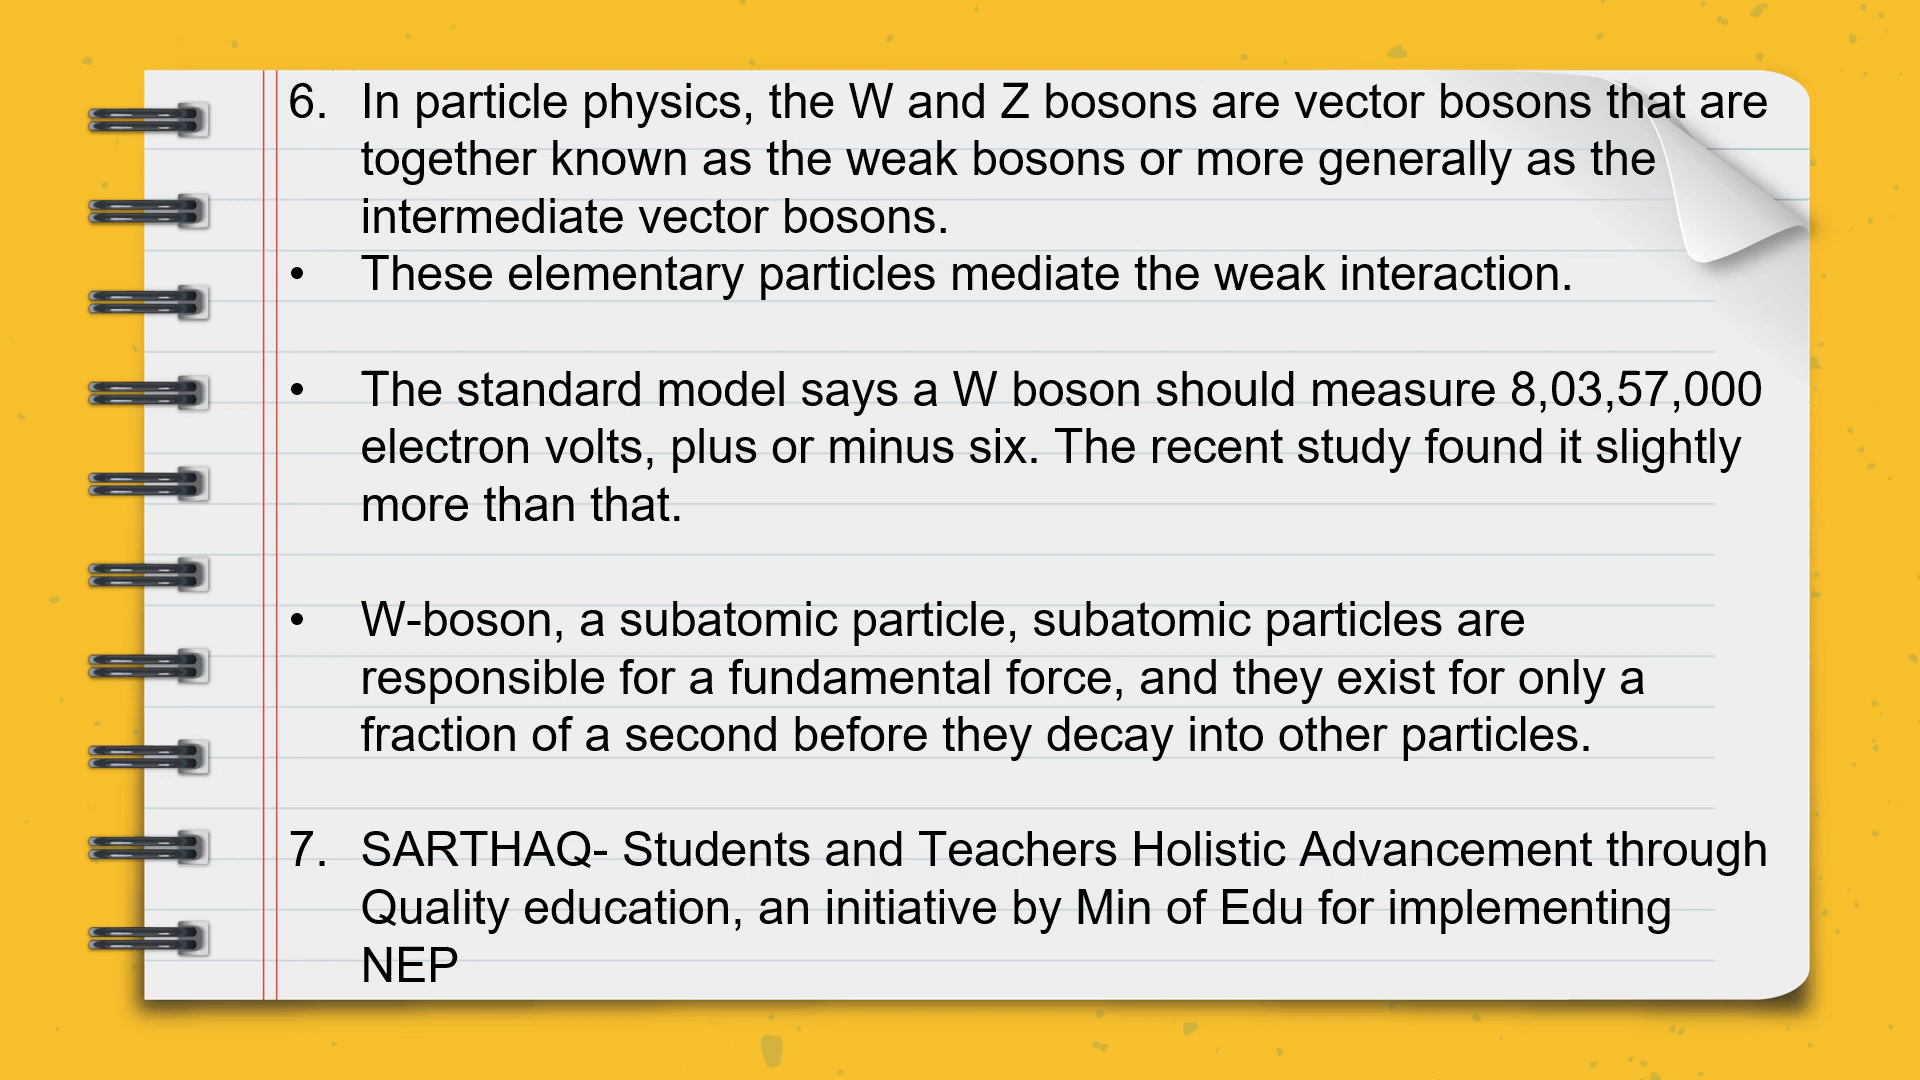 6. In particle physics, the W and Z bosons are vector bosons that are
together known as the weak bosons or more generally as the
intermediate vector bosons.
• These elementary particles mediate the weak interaction.
• The standard model says a W boson should measure 8,03,57,000
electron volts, plus or minus six. The recent study found it slightly
more than that.
• W-boson, a subatomic particle, subatomic particles are
responsible for a fundamental force, and they exist for only a
fraction of a second before they decay into other particles.
7. SARTHAQ- Students and Teachers Holistic Advancement through
Quality education, an initiative by Min of Edu for implementing
NEP